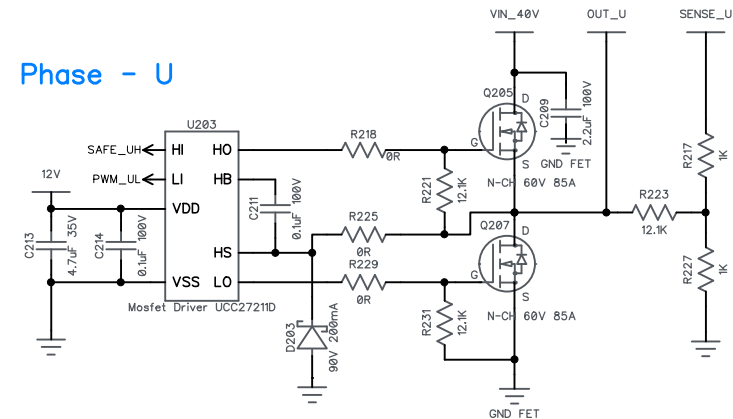 VIN_40V
OUT_U
SENSE_U
Phase - U
Q205
D
G
S
C209
2.2uF 100V
GND FET
N-CH 60V 85A
U203
SAFE_UH
PWM_UL
HI
HO
LI
HB
VDD
HS
VSS
LO
Mosfet Driver UCC27211D
12V
C213
4.7uF 35V
C214
0.1uF 100V
C211
0.1uF 100V
R218
0R
R221
12.1K
R225
0R
R229
0R
R217
1K
R223
12.1K
R227
1K
Q207
D
G
S
N-CH 60V 85A
R231
12.1K
D203
90V 200mA
GND FET